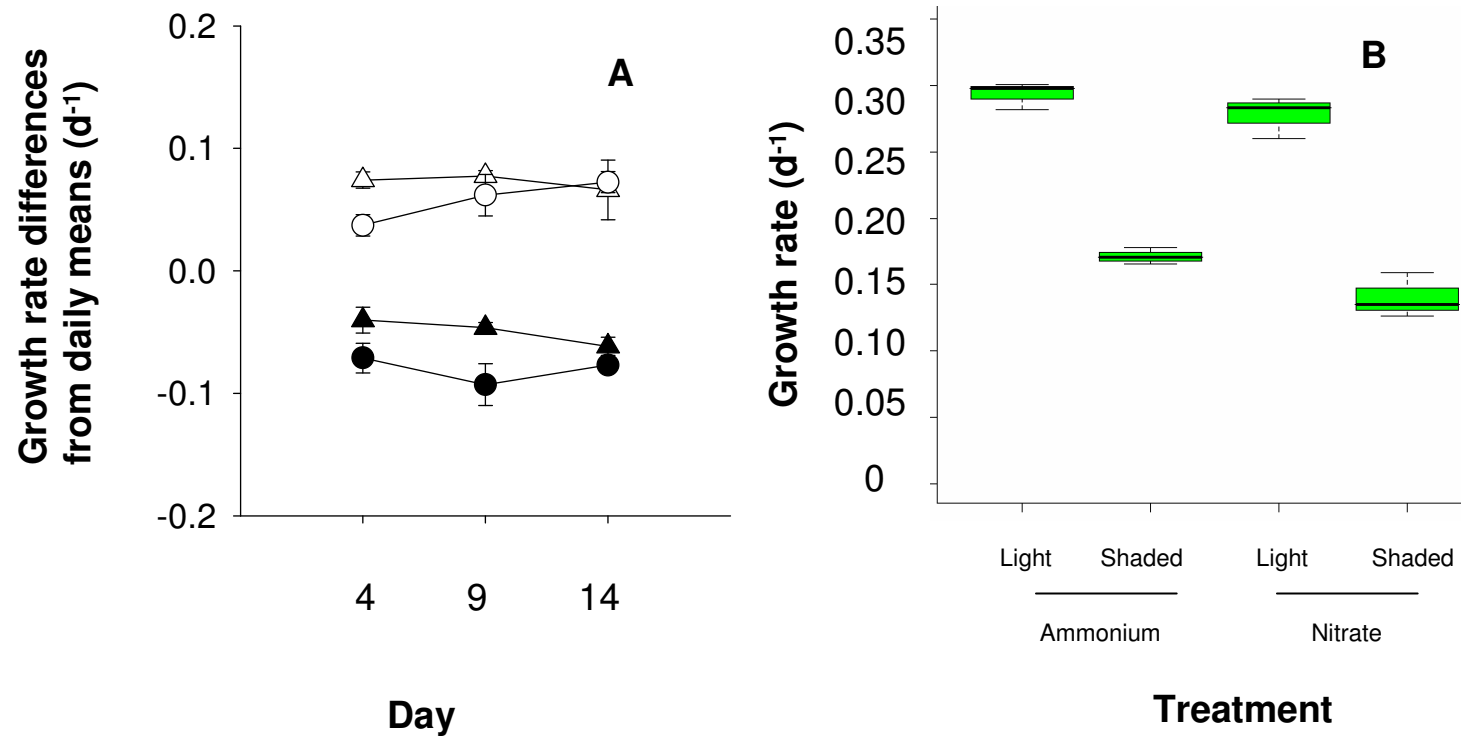 Growth rate differences
from daily means (d-1)
0.2
0.1
0.0
-0.1
-0.2
A
4 9 14
Day
Growth rate (d-1)
0.35
0.30
0.25
0.20
0.15
0.10
0.05
0
B
Light Shaded Light Shaded
Ammonium Nitrate
Treatment